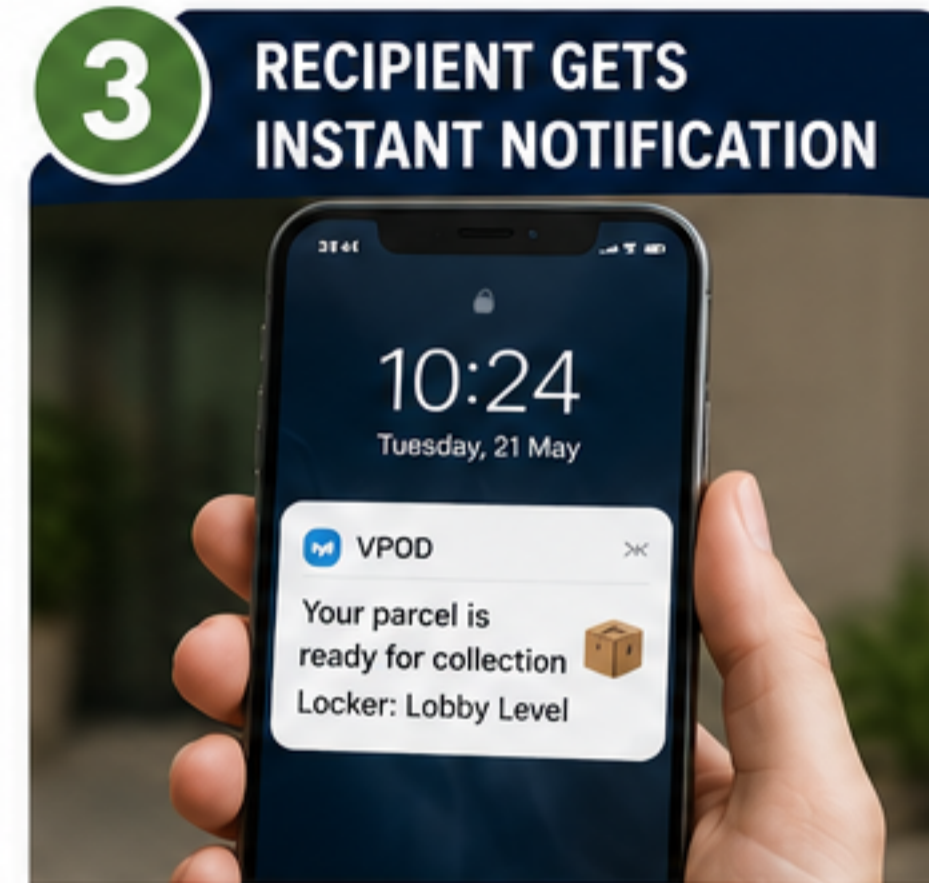 3
RECIPIENT GETS
INSTANT NOTIFICATION
10:24
Tuesday, 21 May
VPOD
Your parcel is
ready for collection
Locker: Lobby Level